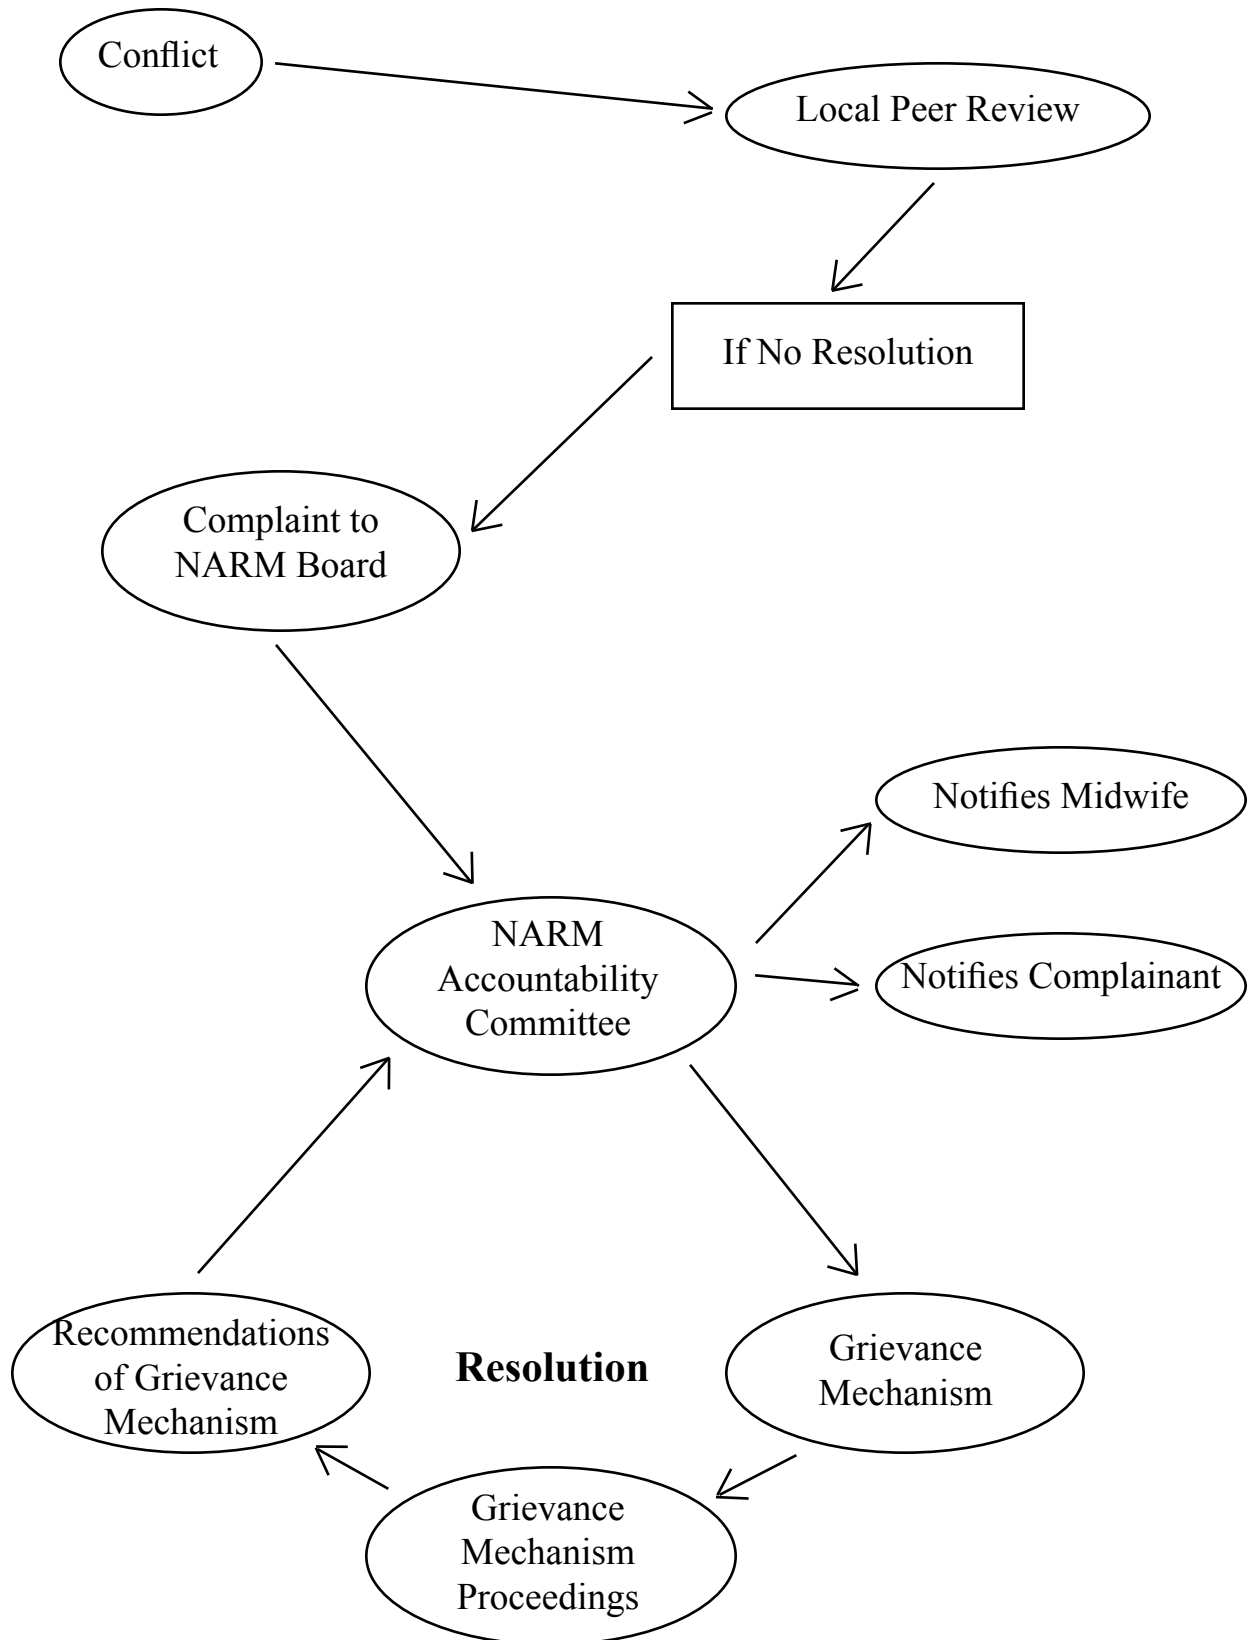 Conflict
Local Peer Review
If No Resolution
Complaint to
NARM Board
Notifies Midwife
NARM
Accountability
Committee
Notifies Complainant
Recommendations
of Grievance
Mechanism
Resolution
Grievance
Mechanism
Grievance
Mechanism
Proceedings